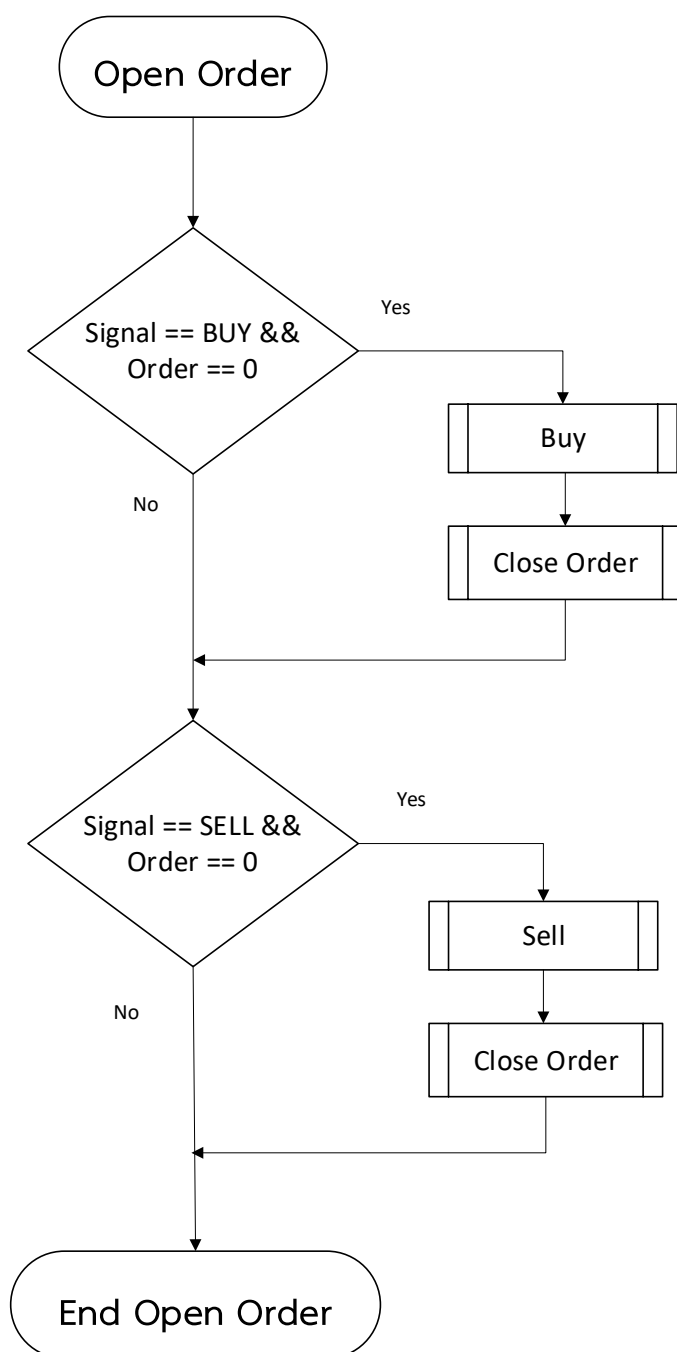 Open Order
Yes
Signal == BUY &&
Order == 0
Buy
No
Close Order
Yes
Signal == SELL &&
Order == 0
Sell
No
Close Order
End Open Order